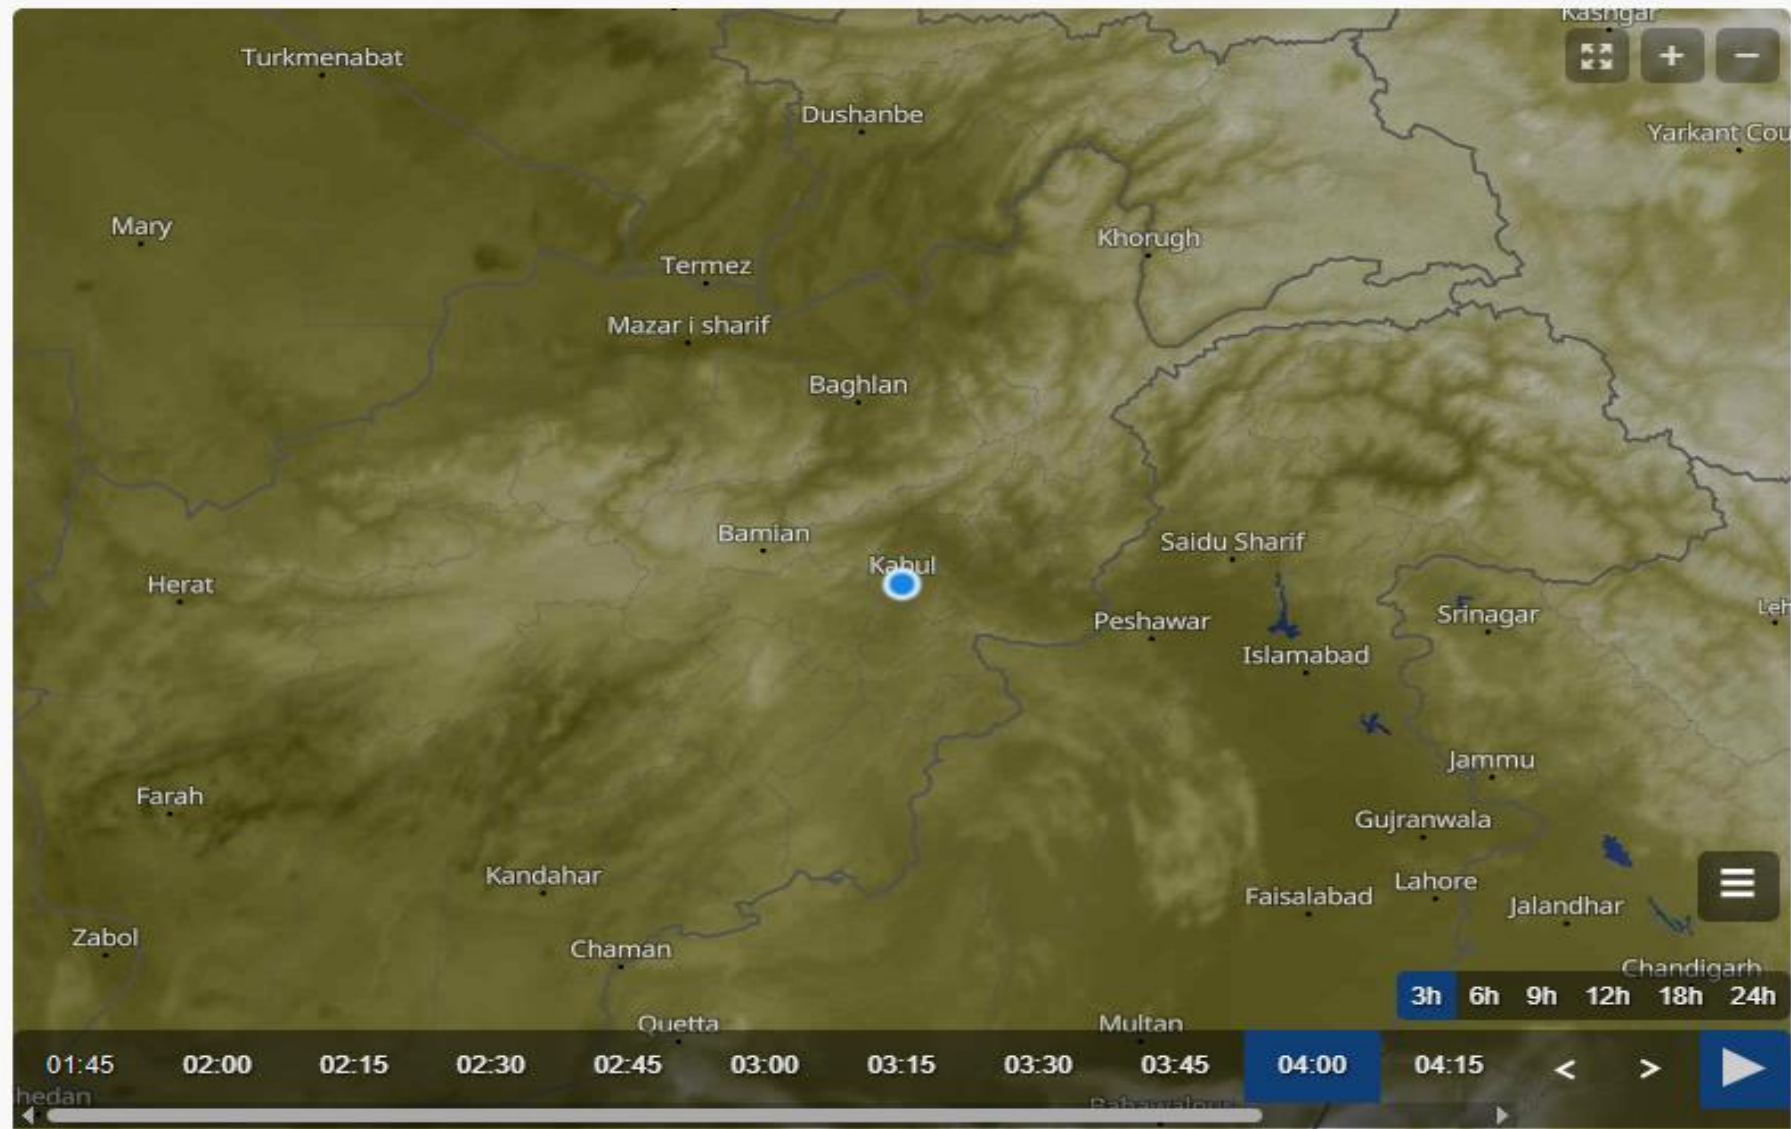 Kashgar
Turkmenabat
Dushanbe
Yarkant Cou
Mary
Khorugh
Termez
Mazar i sharif
Baghlan
Bamian
Saidu Sharif
Kabul
Herat
Leh
Srinagar
Peshawar
Islamabad
Jammu
Farah
Gujranwala
Kandahar
Lahore
Faisalabad
Jalandhar
Zabol
Chaman
Chandigarh
3h 6h 9h 12h 18h 24h
Quetta
Multan
01:45 02:00 02:15 02:30 02:45 03:00 03:15 03:30 03:45 04:00 04:15 < >
hedan
Bahawalpur